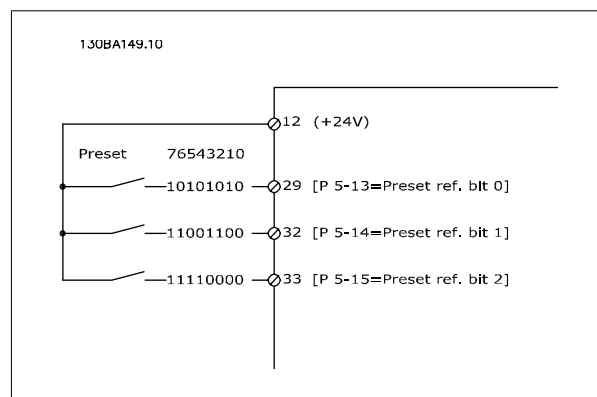 130BA149.10
12 (+24V)
Preset 76543210
10101010 29 [P 5-13=Preset ref. bit 0]
11001100 32 [P 5-14=Preset ref. bit 1]
11110000 33 [P 5-15=Preset ref. bit 2]